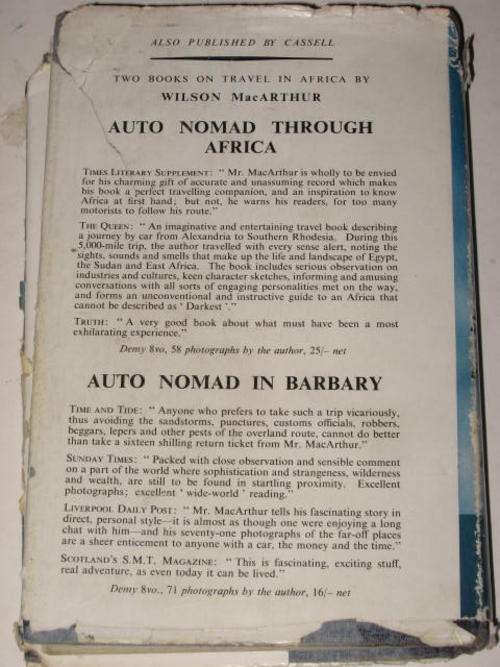 ALSO PUBLISHED BY CASSELL
TWO BOOKS ON TRAVEL IN AFRICA BY
WILSON MacARTHUR
AUTO NOMAD THROUGH
AFRICA
TIMES LITERARY SUPPLEMENT: " Mr. MacArthur is wholly to be envied
for his charming gift of accurate and unassuming record which makes
his book a perfect travelling companion, and an inspiration to know
Africa at first hand; but not, he warns his readers, for too many
motorists to follow his route."
THE QUEEN: " An imaginative and entertaining travel book describing
a journey by car from Alexandria to Southern Rhodesia. During this
5,000-mile trip, the author travelled with every sense alert, noting the
sights, sounds and smells that make up the life and landscape of Egypt,
the Sudan and East Africa. The book includes serious observation on
industries and cultures, keen character sketches, informing and amusing
conversations with all sorts of engaging personalities met on the way,
and forms an unconventional and instructive guide to an Africa that
cannot be described as ' Darkest '."
TRUTH: " A very good book about what must have been a most
exhilarating experience."
Demy 8vo, 58 photographs by the author, 25/- net
AUTO NOMAD IN BARBARY
TIME AND TIDE: " Anyone who prefers to take such a trip vicariously,
thus avoiding the sandstorms, punctures, customs officials, robbers,
beggars, lepers and other pests of the overland route, cannot do better
than take a sixteen shilling return ticket from Mr. MacArthur."
SUNDAY TIMES: " Packed with close observation and sensible comment
on a part of the world where sophistication and strangeness, wilderness
and wealth, are still to be found in startling proximity. Excellent
photographs; excellent ' wide-world ' reading."
LIVERPOOL DAILY POST: " Mr. MacArthur tells his fascinating story in
direct, personal style—it is almost as though one were enjoying a long
chat with him—and his seventy-one photographs of the far-off places
are a sheer enticement to anyone with a car, the money and the time."
SCOTLAND'S S.M.T. MAGAZINE: " This is fascinating, exciting stuff,
real adventure, as even today it can be lived."
Demy 8vo., 71 photographs by the author, 16/- net